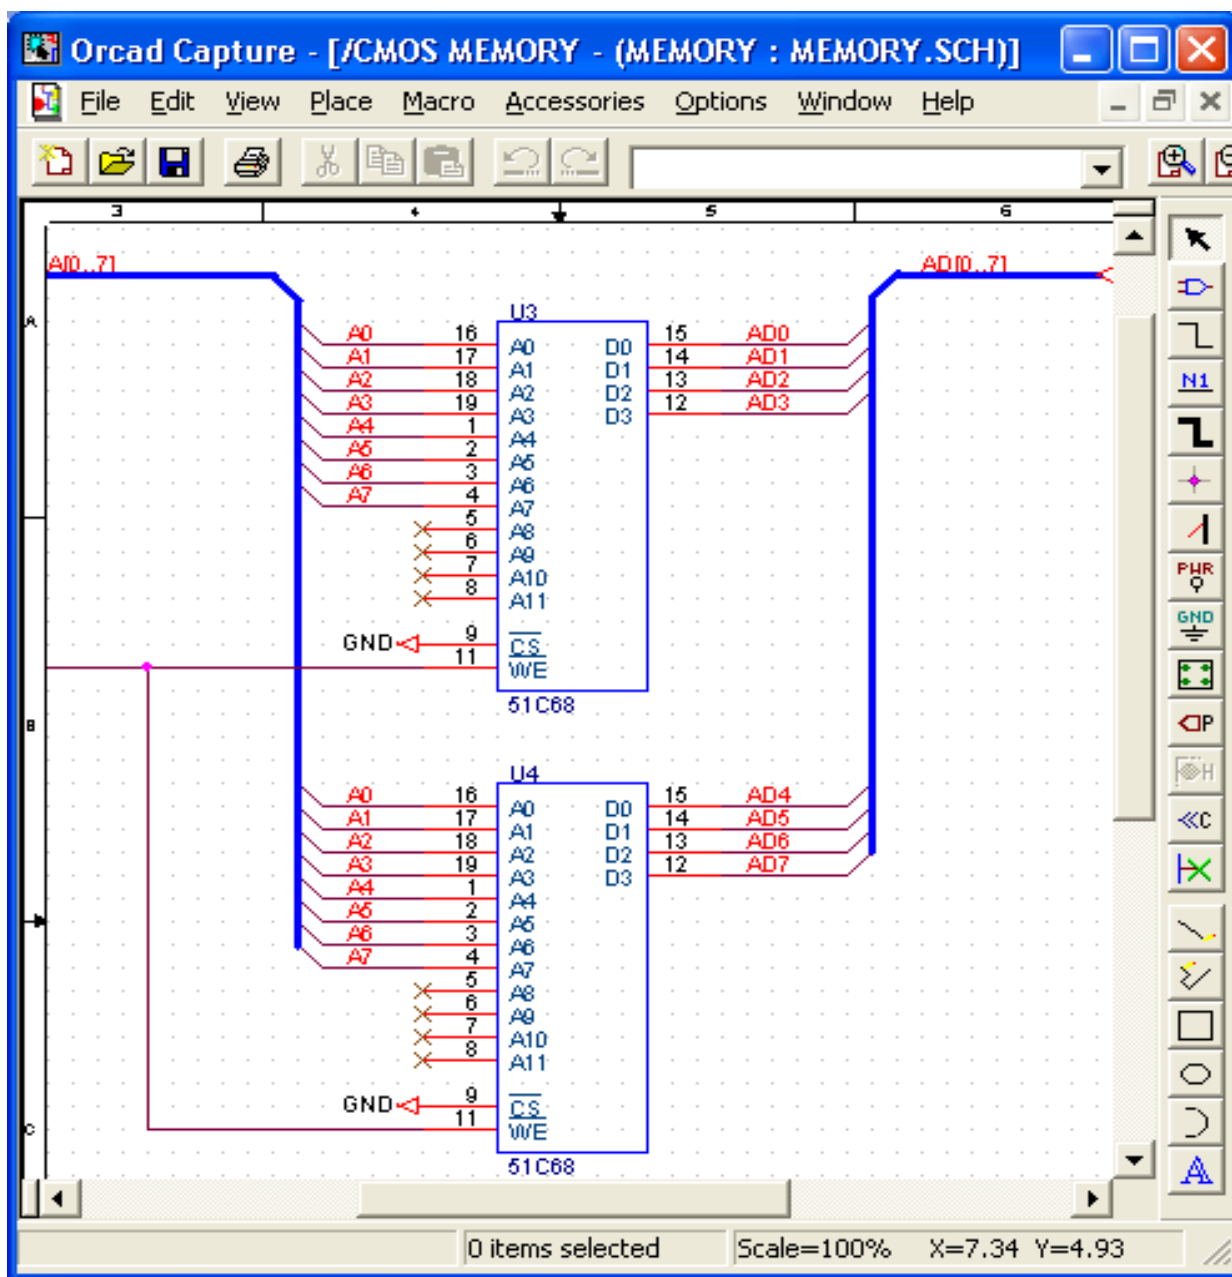 Orcad Capture - [/CMOS MEMORY - (MEMORY : MEMORY.SCH)]
File Edit View Place Macro Accessories Options Window Help
3 4 5 6
A[0..7] AD[0..7]
A
U3
A0 16 A0 D0 15 AD0
A1 17 A1 D1 14 AD1
A2 18 A2 D2 13 AD2
A3 19 A3 D3 12 AD3
A4 1 A4
A5 2 A5
A6 3 A6
A7 4 A7
5 A8
6 A9
7 A10
8 A11
GND 9 CS
11 WE
51C68
B
U4
A0 16 A0 D0 15 AD4
A1 17 A1 D1 14 AD5
A2 18 A2 D2 13 AD6
A3 19 A3 D3 12 AD7
A4 1 A4
A5 2 A5
A6 3 A6
A7 4 A7
5 A8
6 A9
7 A10
8 A11
GND 9 CS
11 WE
C
51C68
N1
PWR
GND
P
H
C
A
0 items selected Scale=100% X=7.34 Y=4.93